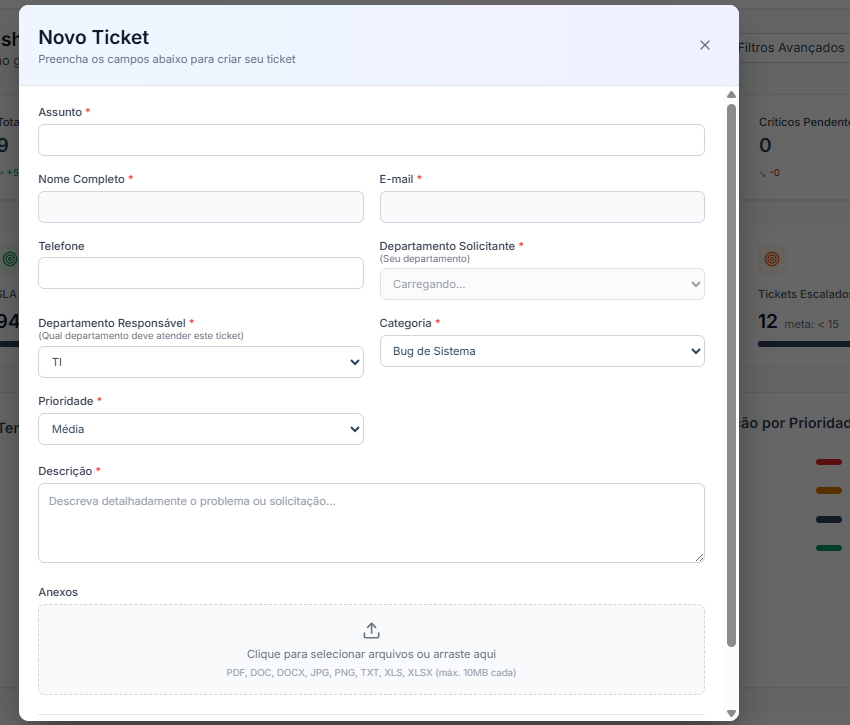 Novo Ticket
Preencha os campos abaixo para criar seu ticket
Filtros Avançados
Assunto *
Nome Completo *
E-mail *
Telefone
Departamento Solicitante *
(Seu departamento)
Carregando...
Departamento Responsável *
(Qual departamento deve atender este ticket)
TI
Categoria *
Bug de Sistema
Prioridade *
Média
Descrição *
Descreva detalhadamente o problema ou solicitação...
Anexos
Clique para selecionar arquivos ou arraste aqui
PDF, DOC, DOCX, JPG, PNG, TXT, XLS, XLSX (máx. 10MB cada)
Críticos Pendent
0
-0
Tickets Escalado
12 meta: < 15
ão por Priorida
sh
Tota
9
+5
SLA
94
Ter